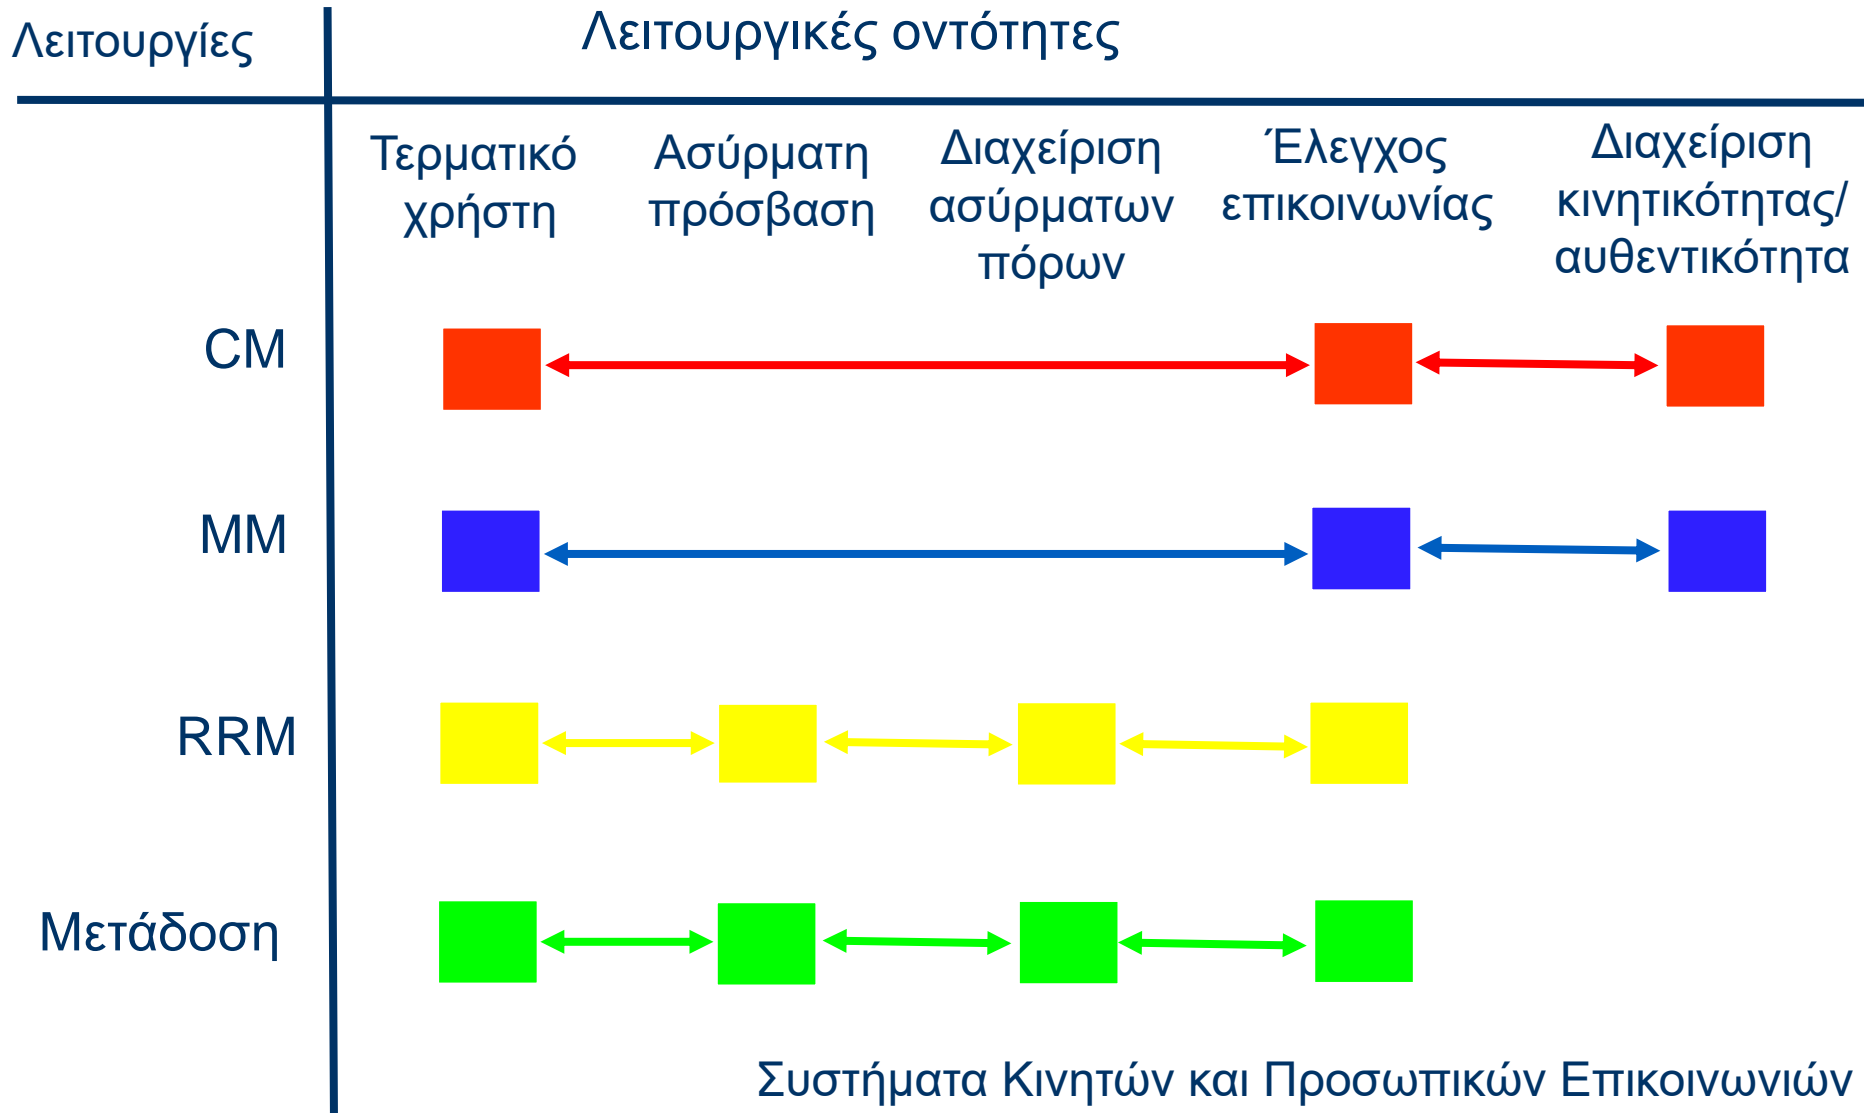 Λειτουργίες
Λειτουργικές οντότητες
Τερματικό
χρήστη
Ασύρματη
πρόσβαση
Διαχείριση
ασύρματων
πόρων
Έλεγχος
επικοινωνίας
Διαχείριση
κινητικότητας/
αυθεντικότητα
CM
MM
RRM
Μετάδοση
Συστήματα Κινητών και Προσωπικών Επικοινωνιών